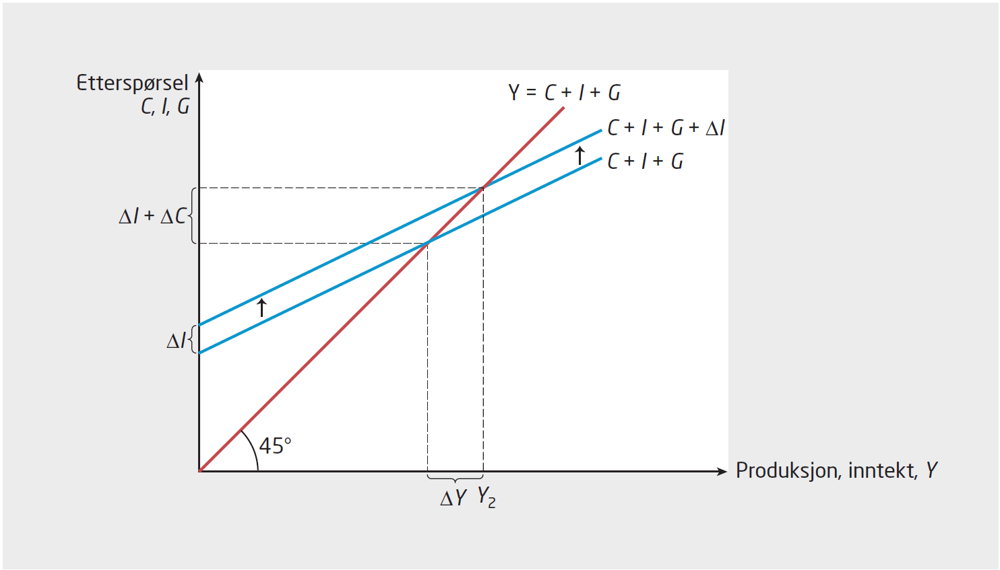 Etterspørsel
C, I, G
Y = C + I + G
C + I + G + ΔI
C + I + G
ΔI + ΔC
ΔI
45°
Produksjon, inntekt, Y
ΔY Y₂